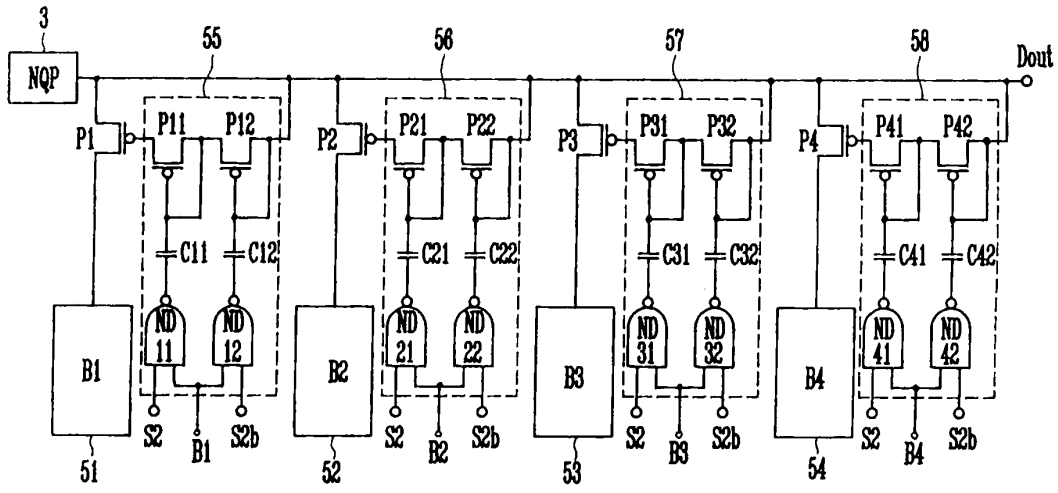 3
55
56
57
58
NQP
Dout
P1
P11
P12
P2
P21
P22
P3
P31
P32
P4
P41
P42
C11
C12
C21
C22
C31
C32
C41
C42
B1
ND
11
ND
12
B2
ND
21
ND
22
B3
ND
31
ND
32
B4
ND
41
ND
42
S2
B1
S2b
S2
B2
S2b
S2
B3
S2b
S2
B4
S2b
51
52
53
54